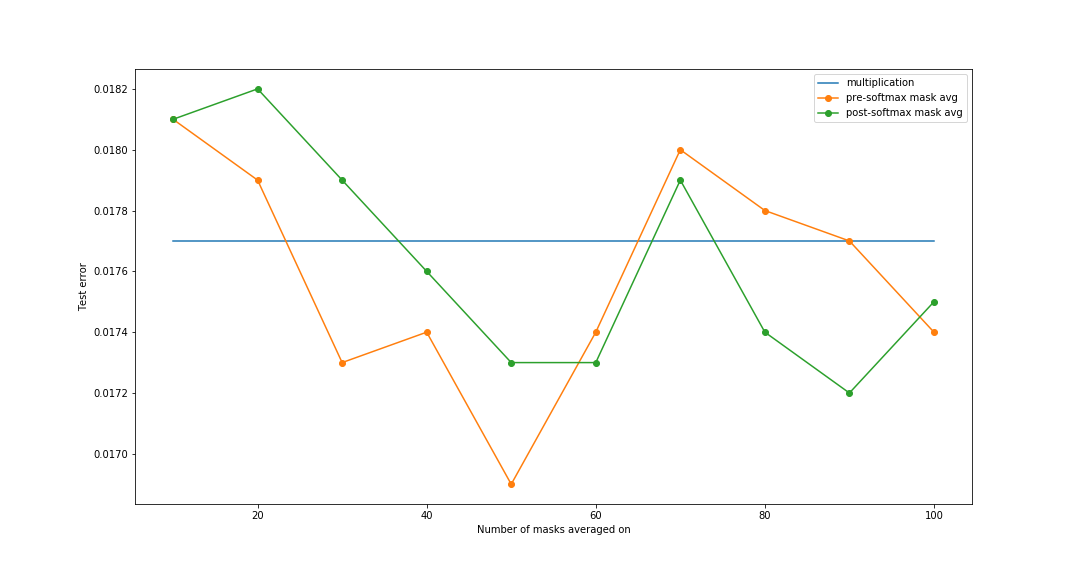 multiplication
pre-softmax mask avg
post-softmax mask avg
0.0182
0.0180
0.0178
0.0176
0.0174
0.0172
0.0170
Test error
20 40 60 80 100
Number of masks averaged on